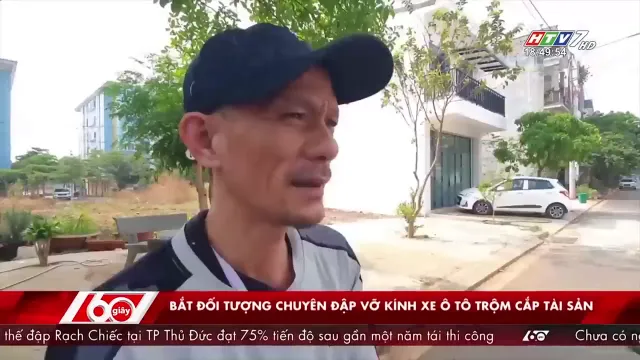 HTV7 HD
18:49:54
60 giây
BẮT ĐỐI TƯỢNG CHUYÊN ĐẬP VỠ KÍNH XE Ô TÔ TRỘM CẮP TÀI SẢN
thế đập Rạch Chiếc tại TP Thủ Đức đạt 75% tiến độ sau gần một năm tái thi công 60 Chưa có n